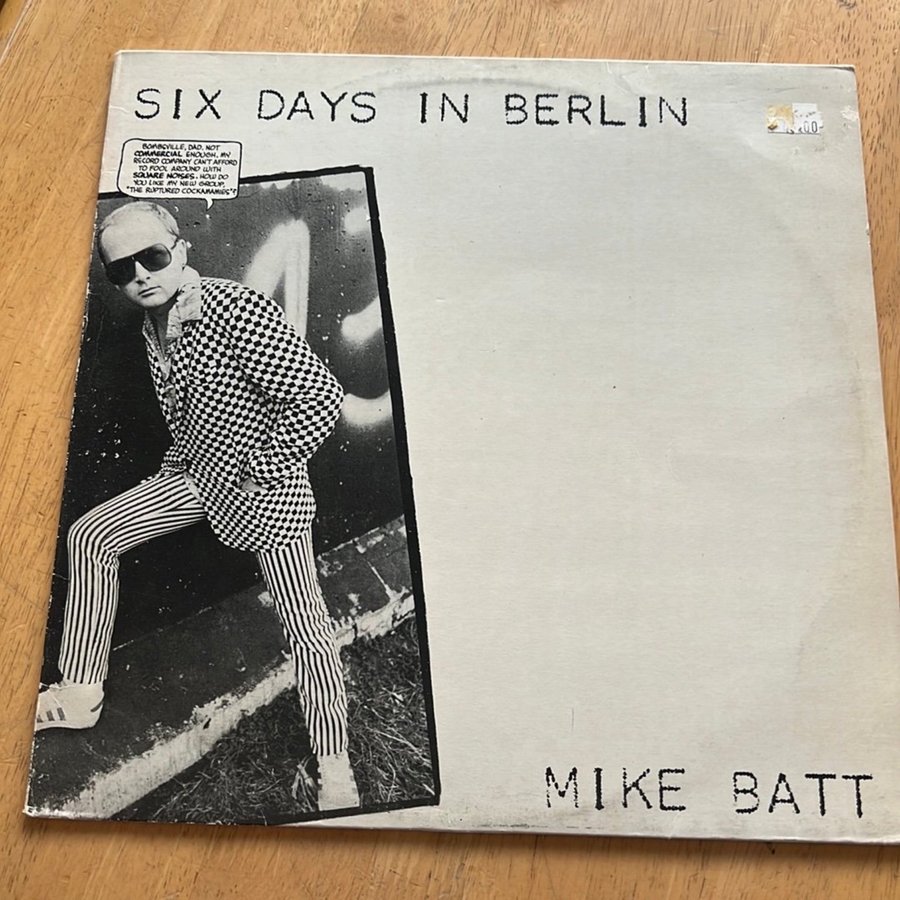 SIX DAYS IN BERLIN
BOMBSVILLE, DAD. NOT
COMMERCIAL ENOUGH. MY
RECORD COMPANY CAN'T AFFORD
TO FOOL AROUND WITH
SQUARE NOISES. HOW DO
YOU LIKE MY NEW GROUP,
"THE RUPTURED COCKAMAMIES"?
MIKE BATT